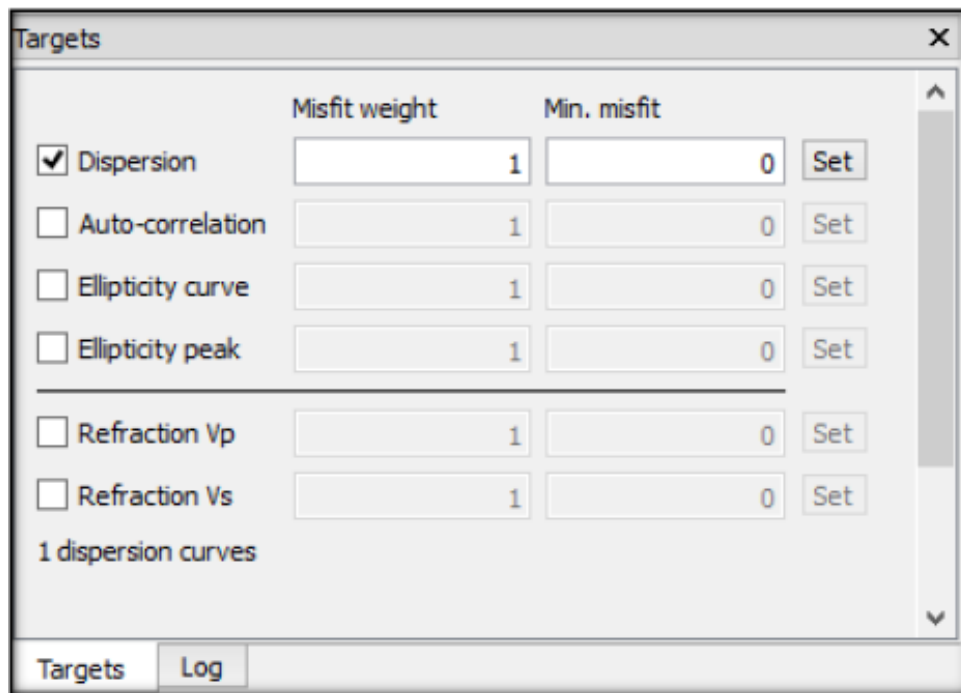 Targets
Misfit weight Min. misfit
Dispersion 1 0 Set
Auto-correlation 1 0 Set
Ellipticity curve 1 0 Set
Ellipticity peak 1 0 Set
Refraction Vp 1 0 Set
Refraction Vs 1 0 Set
1 dispersion curves
Targets Log